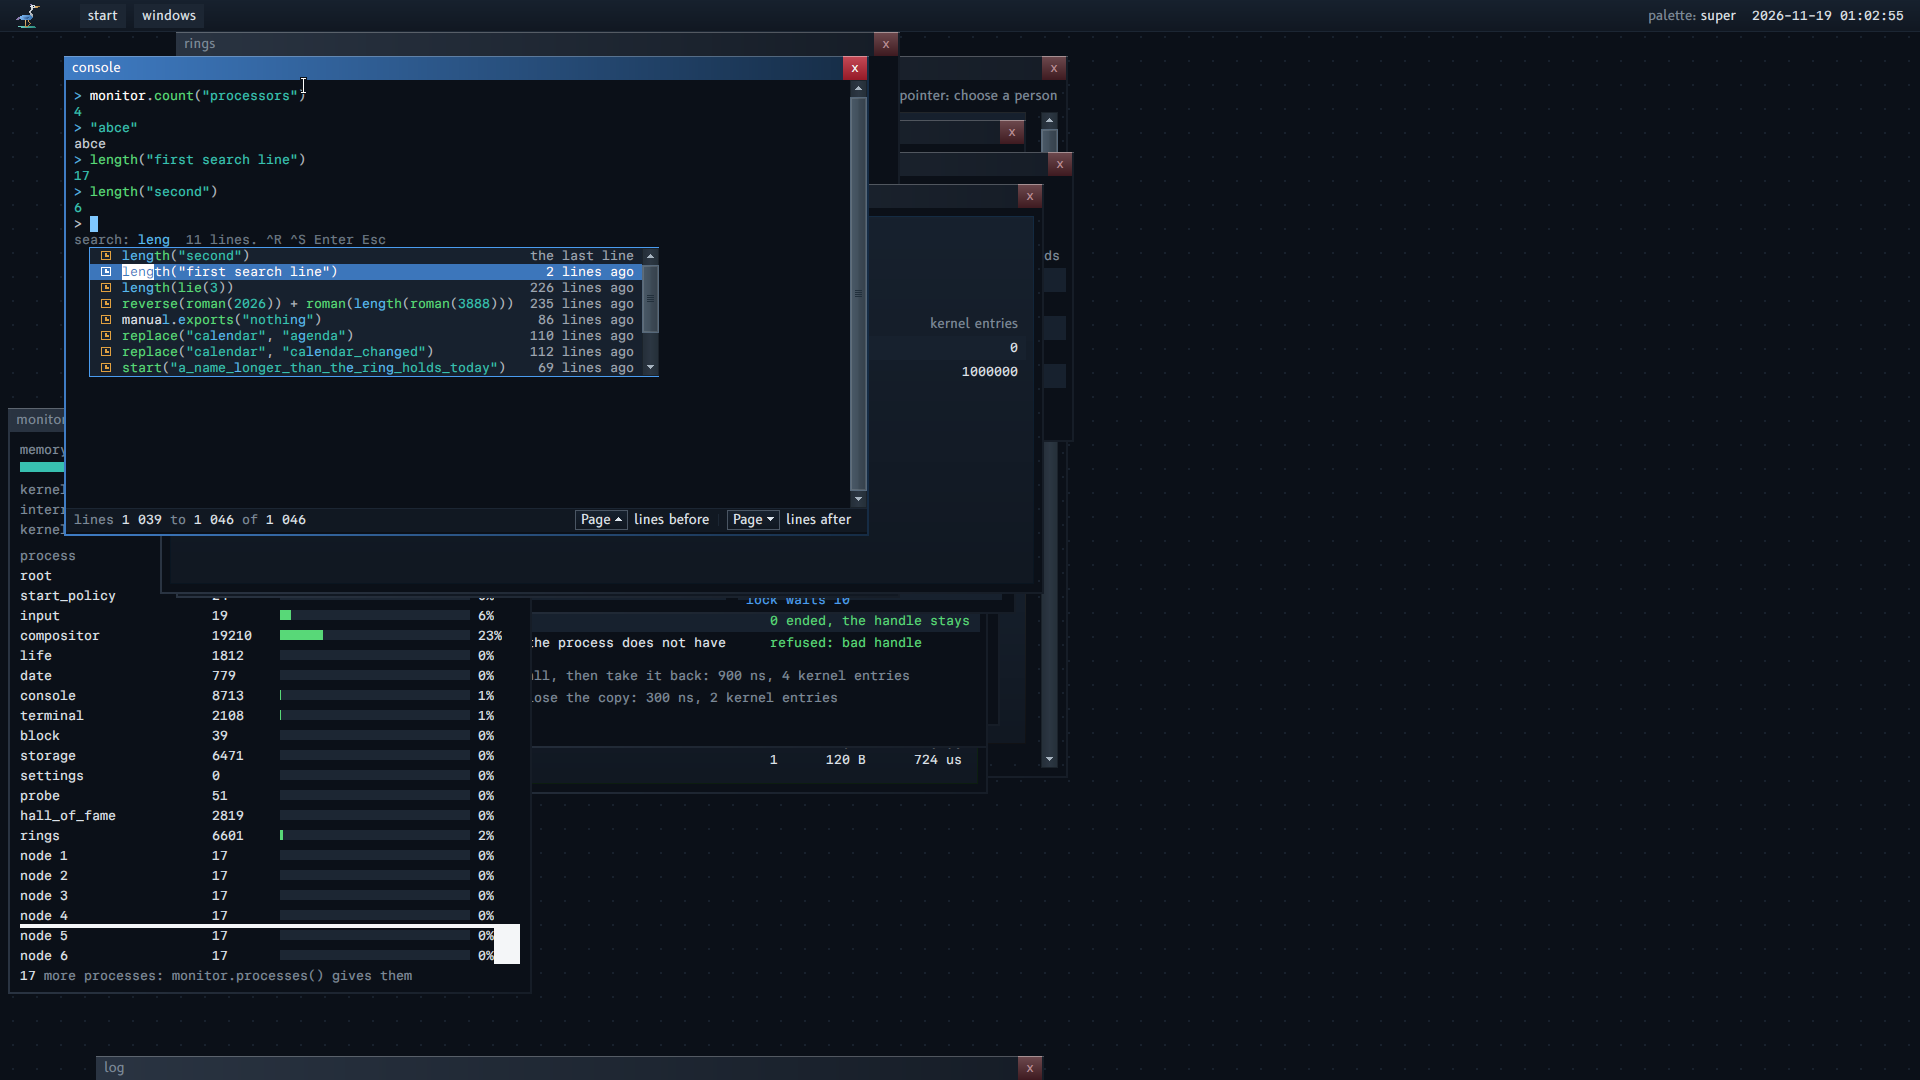 start windows palette: super 2026-11-19 01:02:55
rings x
console x
x
> monitor.count("processors")
pointer: choose a person
4
> "abce"
x
abce
> length("first search line")
x
17
> length("second")
x
6
>
search: leng 11 lines. ^R ^S Enter Esc
length("second") the last line
ds
length("first search line") 2 lines ago
length(lie(3)) 226 lines ago
reverse(roman(2026)) + roman(length(roman(3888))) 235 lines ago
manual.exports("nothing") 86 lines ago
kernel entries
replace("calendar", "agenda") 110 lines ago
0
replace("calendar", "calendar_changed") 112 lines ago
start("a_name_longer_than_the_ring_holds_today") 69 lines ago
1000000
lines 1 039 to 1 046 of 1 046 Page lines before Page lines after
monitor
memory
kernel
inter
kernel
process
root
start_policy
lock waits 10
input 19 6%
0 ended, the handle stays
compositor 19210 23%
the process does not have refused: bad handle
life 1812 0%
date 779 0%
all, then take it back: 900 ns, 4 kernel entries
console 8713 1%
lose the copy: 300 ns, 2 kernel entries
terminal 2108 1%
block 39 0%
storage 6471 0%
1 120 B 724 us
settings 0 0%
probe 51 0%
hall_of_fame 2819 0%
rings 6601 2%
node 1 17 0%
node 2 17 0%
node 3 17 0%
node 4 17 0%
node 5 17 0%
node 6 17 0%
17 more processes: monitor.processes() gives them
log x